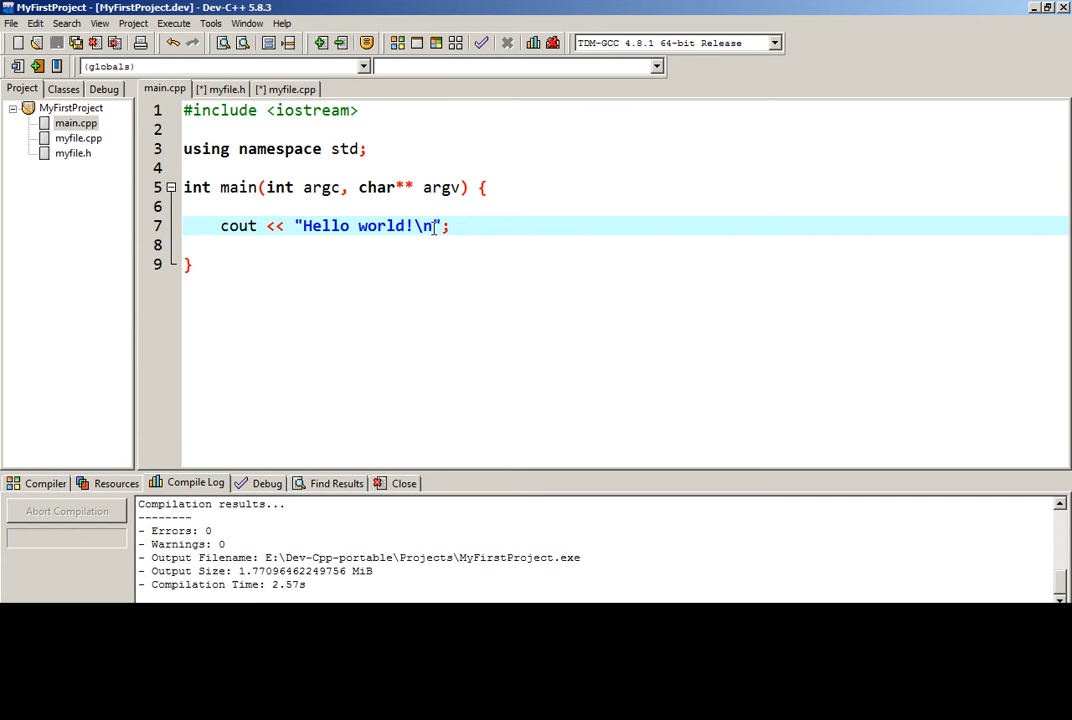 MyFirstProject - [MyFirstProject.dev] - Dev-C++ 5.8.3
File Edit Search View Project Execute Tools Window Help
TDM-GCC 4.8.1 64-bit Release
(globals)
Project Classes Debug main.cpp [*] myfile.h [*] myfile.cpp
MyFirstProject
main.cpp
myfile.cpp
myfile.h
1 #include <iostream>
2
3 using namespace std;
4
5 int main(int argc, char** argv) {
6
7 cout << "Hello world!\n";
8
9 }
Compiler Resources Compile Log Debug Find Results Close
Abort Compilation
Compilation results...
--------
- Errors: 0
- Warnings: 0
- Output Filename: E:\Dev-Cpp-portable\Projects\MyFirstProject.exe
- Output Size: 1.77096462249756 MiB
- Compilation Time: 2.57s